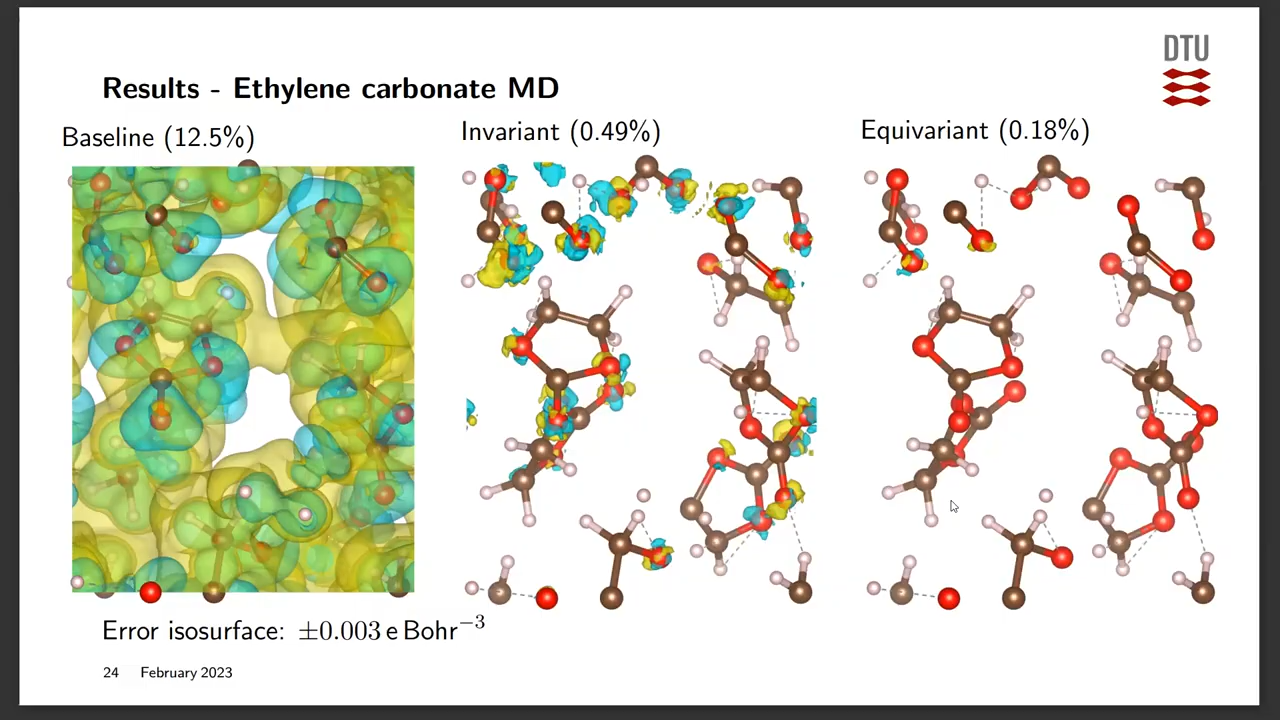 DTU
Results - Ethylene carbonate MD
Baseline (12.5%)
Invariant (0.49%)
Equivariant (0.18%)
Error isosurface: ±0.003 e Bohr⁻³
24 February 2023